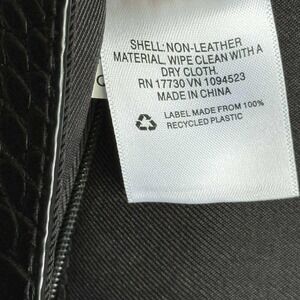 SHELL: NON-LEATHER
MATERIAL, WIPE CLEAN WITH A
DRY CLOTH.
RN 17730 VN 1094523
MADE IN CHINA
LABEL MADE FROM 100%
RECYCLED PLASTIC